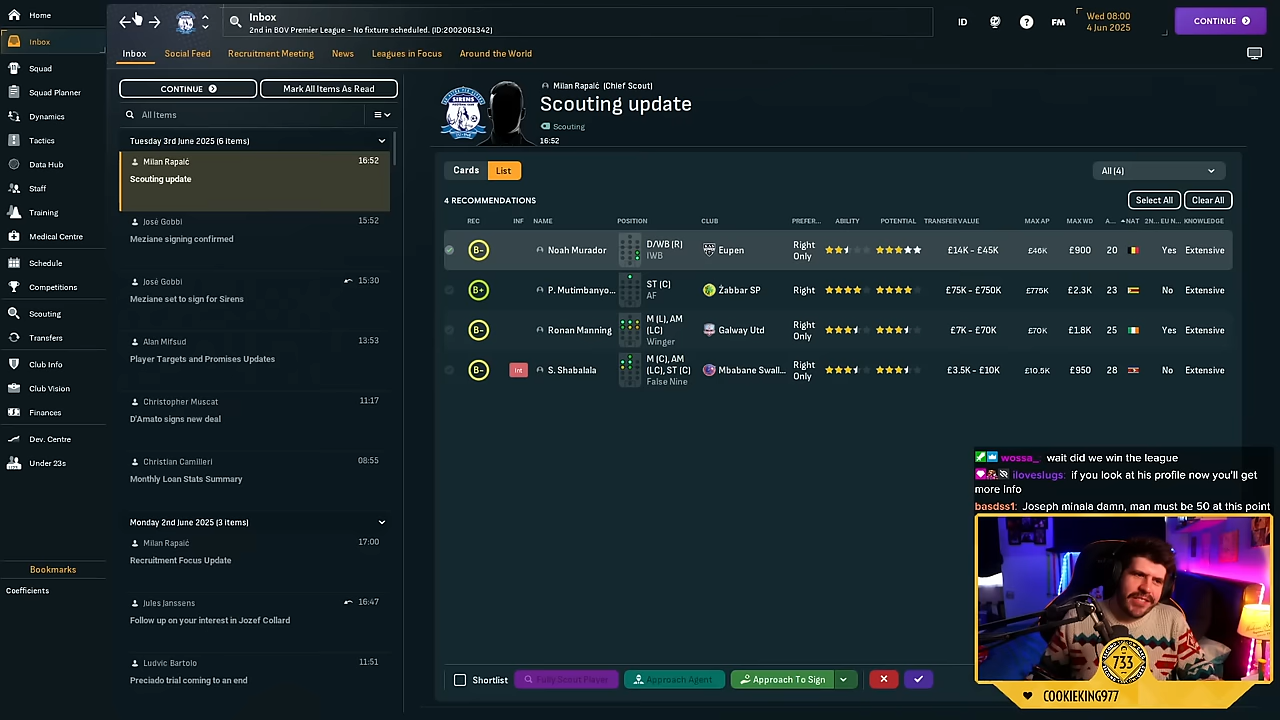 Home
Inbox
Squad
Squad Planner
Dynamics
Tactics
Data Hub
Staff
Training
Medical Centre
Schedule
Competitions
Scouting
Transfers
Club Info
Club Vision
Finances
Dev. Centre
Under 23s
Bookmarks
Coefficients
Inbox
2nd in BOV Premier League - No fixture scheduled. (ID:2002061342)
ID
?
FM
Wed 08:00
4 Jun 2025
CONTINUE
Inbox
Social Feed
Recruitment Meeting
News
Leagues in Focus
Around the World
CONTINUE
Mark All Items As Read
All Items
Tuesday 3rd June 2025 (6 items)
Milan Rapaić 16:52
Scouting update
José Gobbi 15:52
Meziane signing confirmed
José Gobbi 15:30
Meziane set to sign for Sirens
Alan Mifsud 13:53
Player Targets and Promises Updates
Christopher Muscat 11:17
D'Amato signs new deal
Christian Camilleri 08:55
Monthly Loan Stats Summary
Monday 2nd June 2025 (3 items)
Milan Rapaić 17:00
Recruitment Focus Update
Jules Janssens 16:47
Follow up on your interest in Jozef Collard
Ludvic Bartolo 11:51
Preciado trial coming to an end
SIRENS
Milan Rapaić (Chief Scout)
Scouting update
Scouting
16:52
Cards
List
All (4)
4 RECOMMENDATIONS
Select All
Clear All
REC INF NAME POSITION CLUB PREFER... ABILITY POTENTIAL TRANSFER VALUE MAX AP MAX WD A... NAT 2N... EU N... KNOWLEDGE
B- Noah Murador D/WB (R) IWB Eupen Right Only £14K - £45K £46K £900 20 Yes Extensive
B+ P. Mutimbanyo... ST (C) AF Żabbar SP Right £75K - £750K £775K £2.3K 23 No Extensive
B- Ronan Manning M (L), AM (LC) Winger Galway Utd Right Only £7K - £70K £70K £1.8K 25 Yes Extensive
B- Int S. Shabalala M (C), AM (LC), ST (C) False Nine Mbabane Swall... Right Only £3.5K - £10K £10.5K £950 28 No Extensive
Shortlist
Fully Scout Player
Approach Agent
Approach To Sign
wossa_: wait did we win the league
iloveslugs: if you look at his profile now you'll get
more info
basdss1: Joseph minala damn, man must be 50 at this point
733
COOKIEKING977